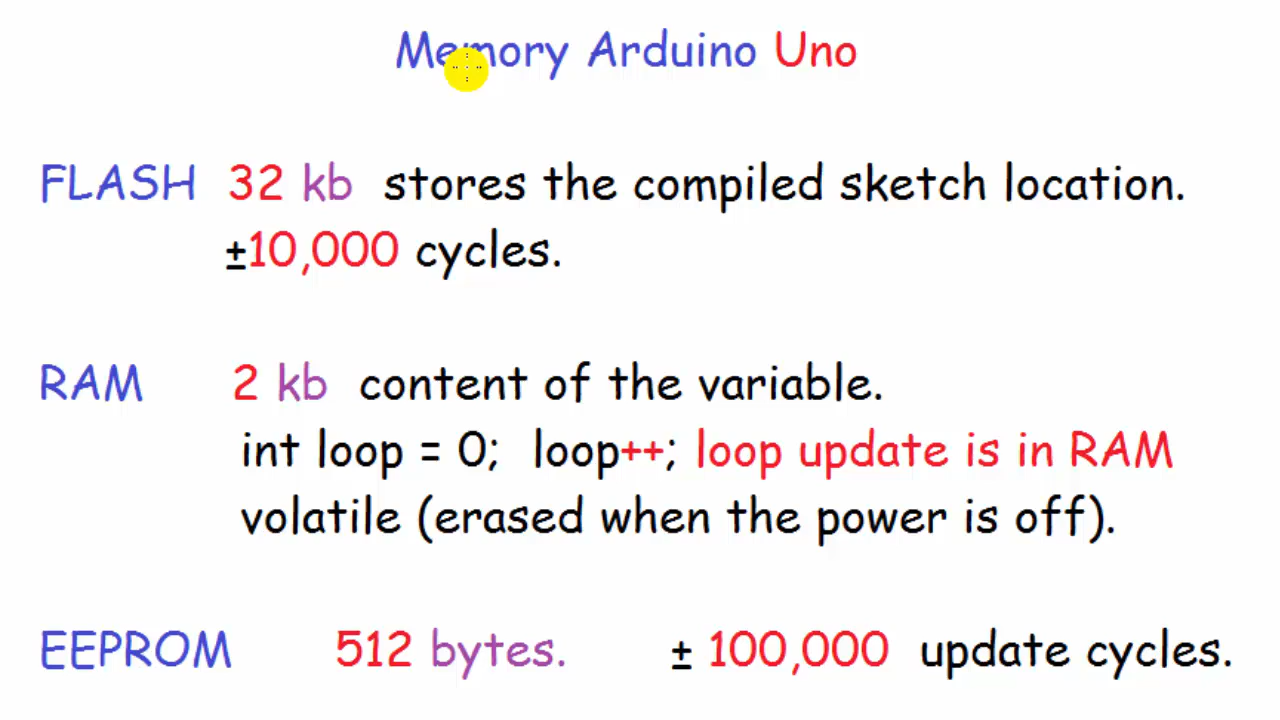 Memory Arduino Uno
FLASH 32 kb stores the compiled sketch location.
±10,000 cycles.
RAM 2 kb content of the variable.
int loop = 0; loop++; loop update is in RAM
volatile (erased when the power is off).
EEPROM 512 bytes. ± 100,000 update cycles.